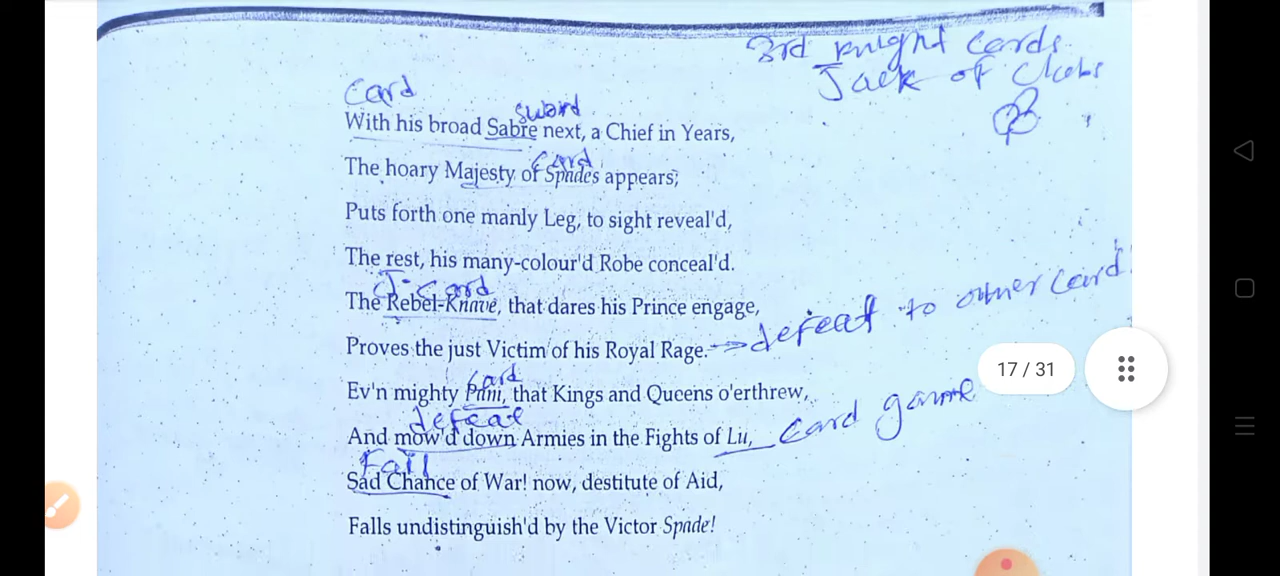 3rd knight cards
Jack of Clubs
Card
sword
With his broad Sabre next, a Chief in Years,
card
The hoary Majesty of Spades appears;
Puts forth one manly Leg, to sight reveal'd,
The rest, his many-colour'd Robe conceal'd.
J-Card
The Rebel-Knave, that dares his Prince engage,
Proves the just Victim of his Royal Rage. → defeat to other card
card
Ev'n mighty Pam, that Kings and Queens o'erthrew,
defeat
And mow'd down Armies in the Fights of Lu, card game
Fall
Sad Chance of War! now, destitute of Aid,
Falls undistinguish'd by the Victor Spade!
17 / 31